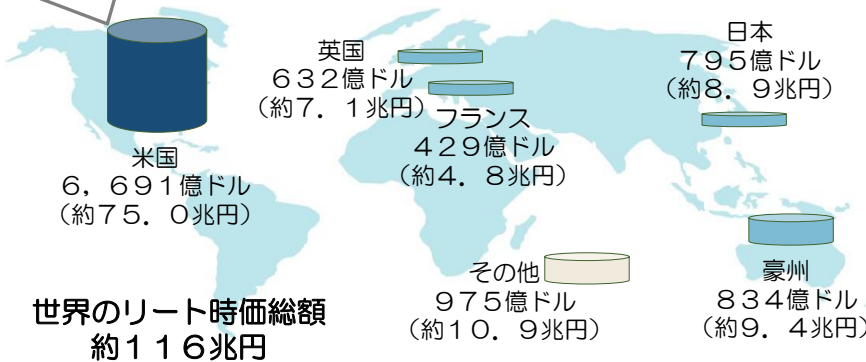 米国
6,691億ドル
（約75．0兆円）
英国
632億ドル
（約7．1兆円）
フランス
429億ドル
（約4．8兆円）
日本
795億ドル
（約8．9兆円）
その他
975億ドル
（約10．9兆円）
豪州
834億ドル
（約9．4兆円）
世界のリート時価総額
約116兆円